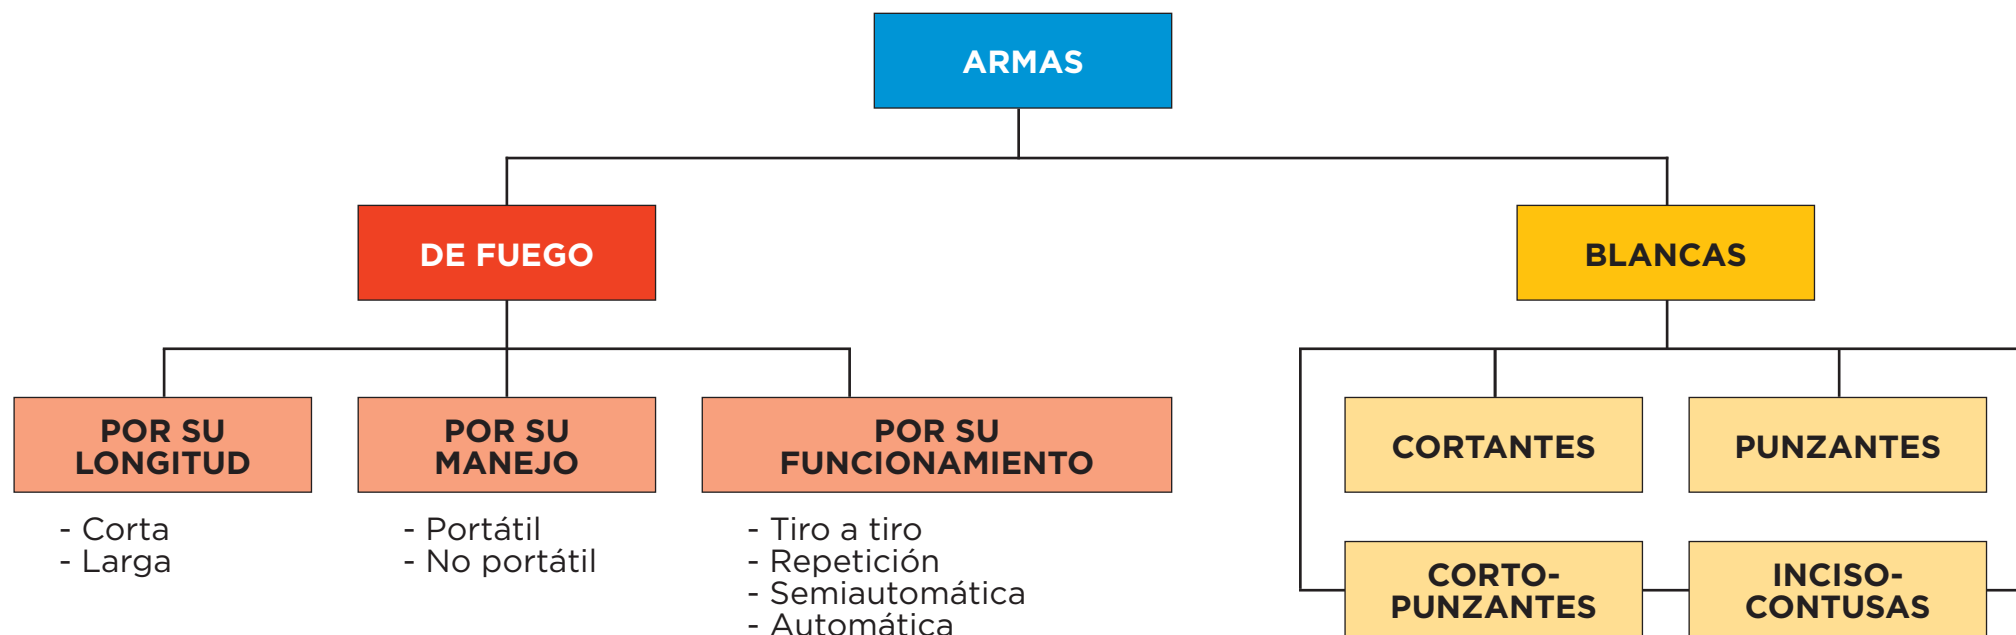 ARMAS
DE FUEGO
BLANCAS
POR SU
LONGITUD
- Corta
- Larga
POR SU
MANEJO
- Portátil
- No portátil
POR SU
FUNCIONAMIENTO
- Tiro a tiro
- Repetición
- Semiautomática
- Automática
CORTANTES
PUNZANTES
CORTO-
PUNZANTES
INCISO-
CONTUSAS